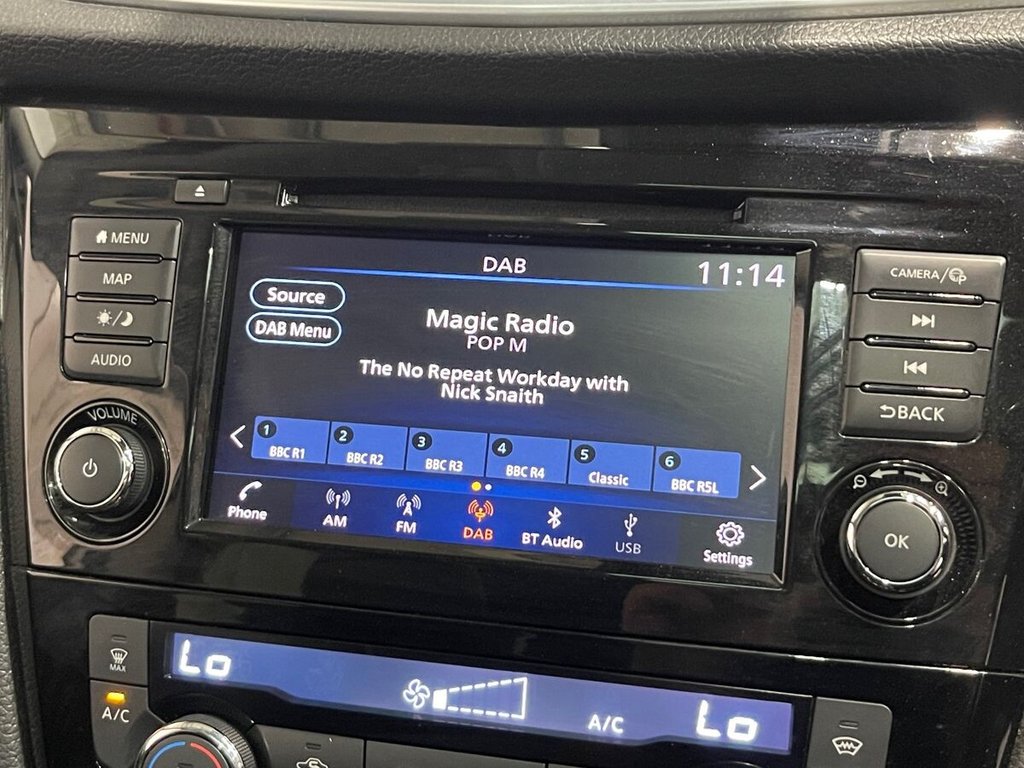 MENU
MAP
AUDIO
VOLUME
DAB
11:14
Source
DAB Menu
Magic Radio
POP M
The No Repeat Workday with
Nick Snaith
1
BBC R1
2
BBC R2
3
BBC R3
4
BBC R4
5
Classic
6
BBC R5L
Phone
AM
FM
DAB
BT Audio
USB
Settings
CAMERA/
BACK
OK
MAX
A/C
Lo
A/C
Lo